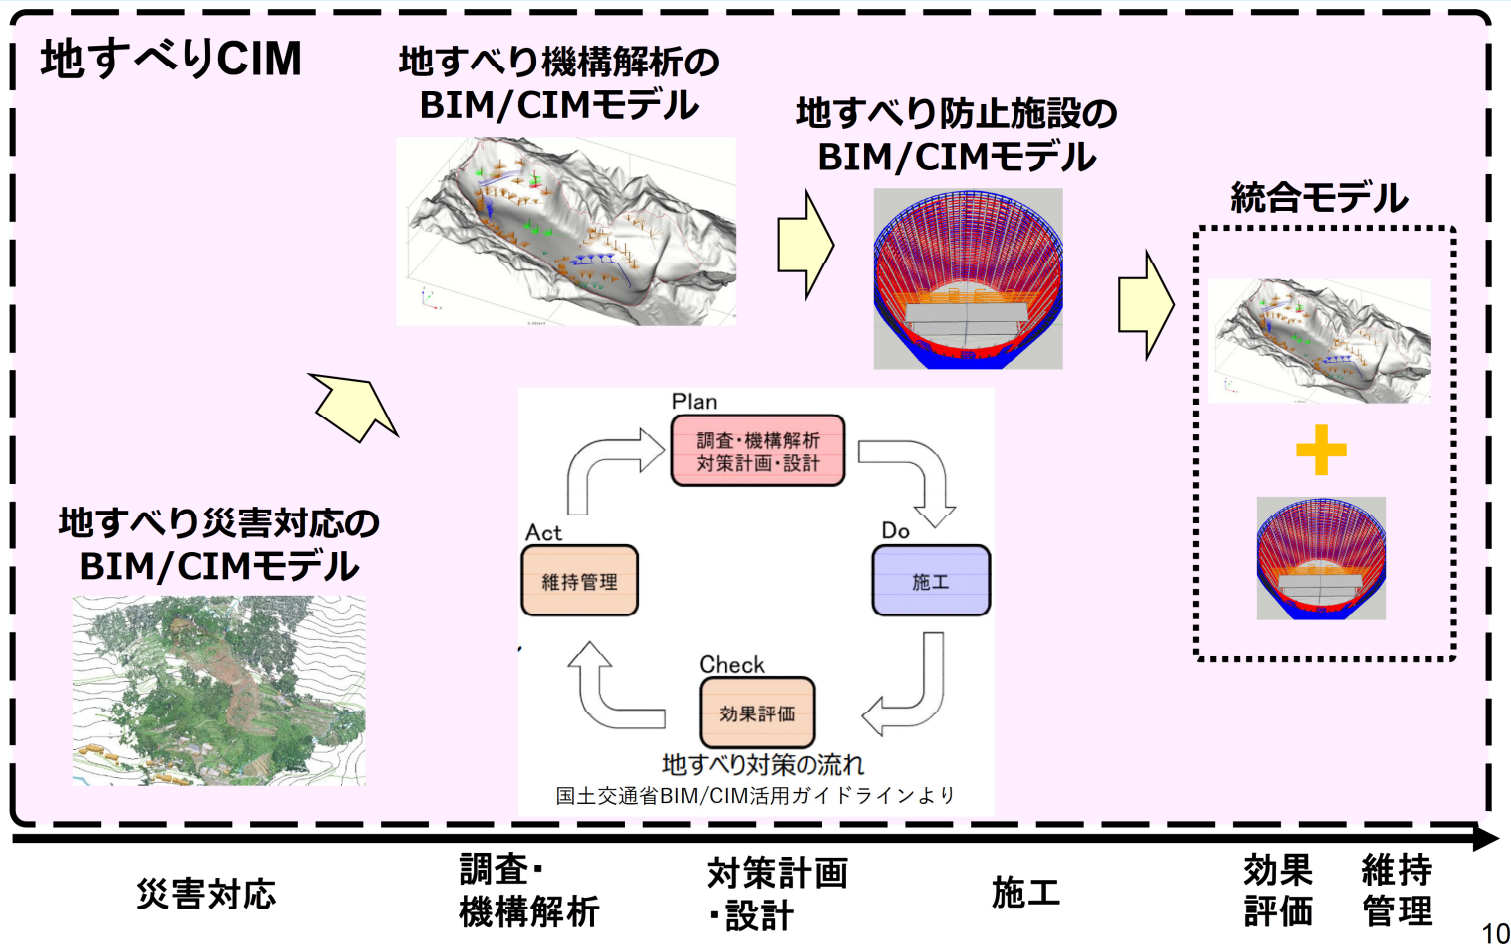 地すべりCIM
地すべり機構解析の
BIM/CIMモデル
地すべり防止施設の
BIM/CIMモデル
統合モデル
地すべり災害対応の
BIM/CIMモデル
Plan
調査・機構解析
対策計画・設計
Do
施工
Check
効果評価
Act
維持管理
地すべり対策の流れ
国土交通省BIM/CIM活用ガイドラインより
災害対応
調査・
機構解析
対策計画
・設計
施工
効果
評価
維持
管理
10